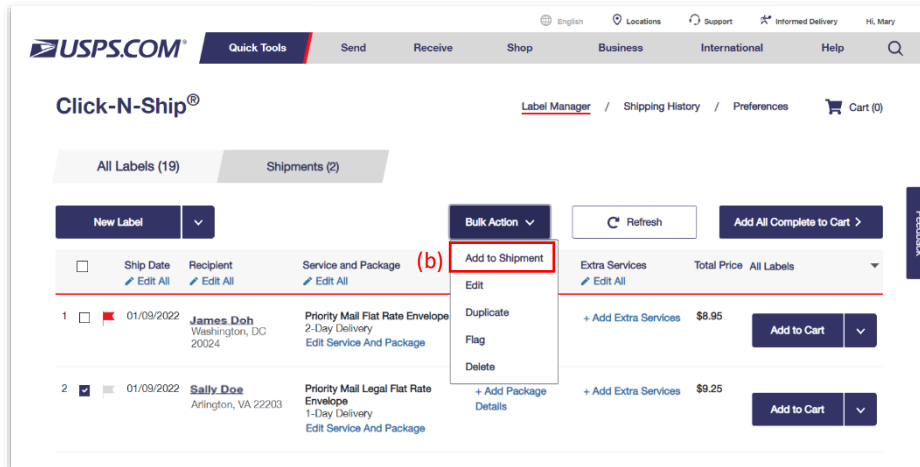 English Locations Support Informed Delivery Hi, Mary
USPS.COM® Quick Tools Send Receive Shop Business International Help
Click-N-Ship®
Label Manager / Shipping History / Preferences Cart (0)
All Labels (19) Shipments (2)
New Label Bulk Action Refresh Add All Complete to Cart >
Feedback
(b) Add to Shipment
Edit
Duplicate
Flag
Delete
Ship Date Recipient Service and Package Extra Services Total Price All Labels
Edit All Edit All Edit All Edit All
1 01/09/2022 James Doh Priority Mail Flat Rate Envelope + Add Extra Services $8.95
Washington, DC 2-Day Delivery Add to Cart
20024 Edit Service And Package
2 01/09/2022 Sally Doe Priority Mail Legal Flat Rate + Add Package + Add Extra Services $9.25
Arlington, VA 22203 Envelope Details
1-Day Delivery Add to Cart
Edit Service And Package